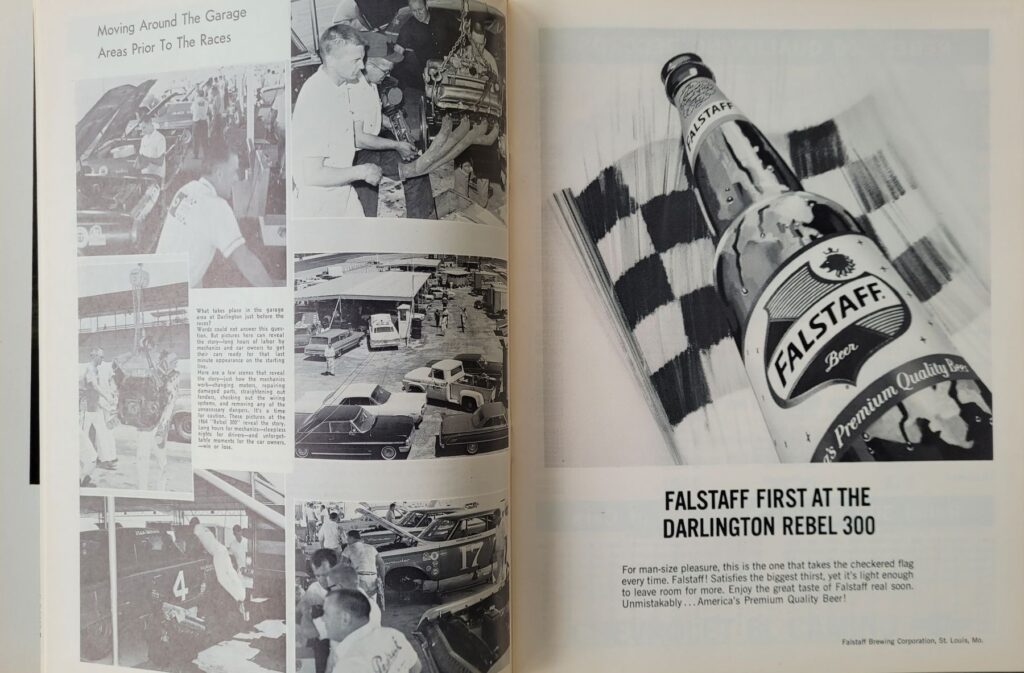 Moving Around The Garage
Areas Prior To The Races
What takes place in the garage
area at Darlington just before the
races?
Words could not answer this ques-
tion. But pictures here can reveal
the story—long hours of labor by
mechanics and car owners to get
their cars ready for that last
minute appearance on the starting
line.
Here are a few scenes that reveal
the story—just how the mechanics
work—changing motors, repairing
damaged parts, straightening out
fenders, checking out the wiring
systems, and removing any of the
unnecessary dangers. It's a time
for caution. These pictures at the
1964 "Rebel 300" reveal the story.
Long hours for mechanics—sleepless
nights for drivers—and unforget-
table moments for the car owners.
—win or lose.
4
17
FALSTAFF
FALSTAFF
Beer
Premium Quality Beer
FALSTAFF FIRST AT THE
DARLINGTON REBEL 300
For man-size pleasure, this is the one that takes the checkered flag
every time. Falstaff! Satisfies the biggest thirst, yet it's light enough
to leave room for more. Enjoy the great taste of Falstaff real soon.
Unmistakably . . . America's Premium Quality Beer!
Falstaff Brewing Corporation, St. Louis, Mo.